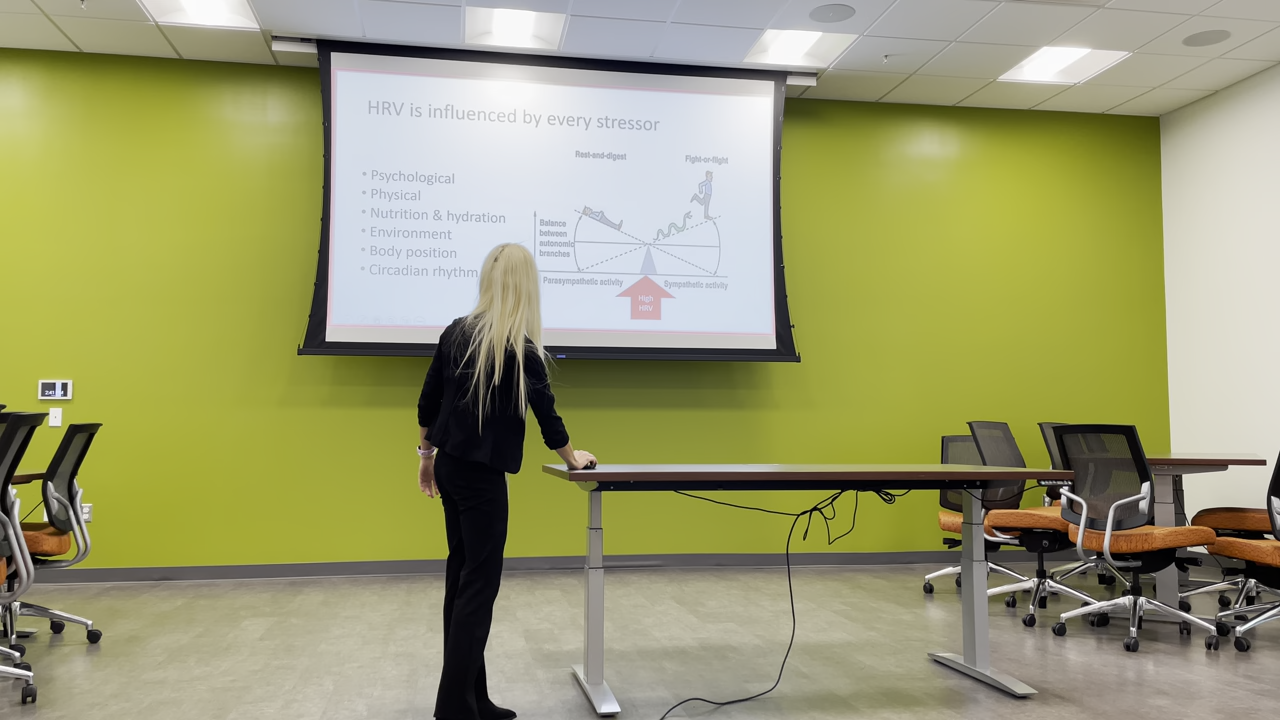 HRV is influenced by every stressor
• Psychological
• Physical
• Nutrition & hydration
• Environment
• Body position
• Circadian rhythm
Rest-and-digest
Fight-or-flight
Balance
between
autonomic
branches
Parasympathetic activity
Sympathetic activity
High
HRV